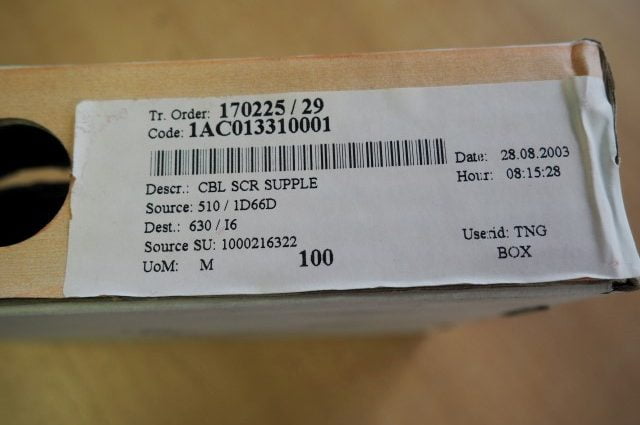 Tr. Order: 170225 / 29
Code: 1AC013310001
Date: 28.08.2003
Hour: 08:15:28
Descr.: CBL SCR SUPPLE
Source: 510 / 1D66D
Dest.: 630 / I6
Source SU: 1000216322
UoM: M 100
Userid: TNG
BOX